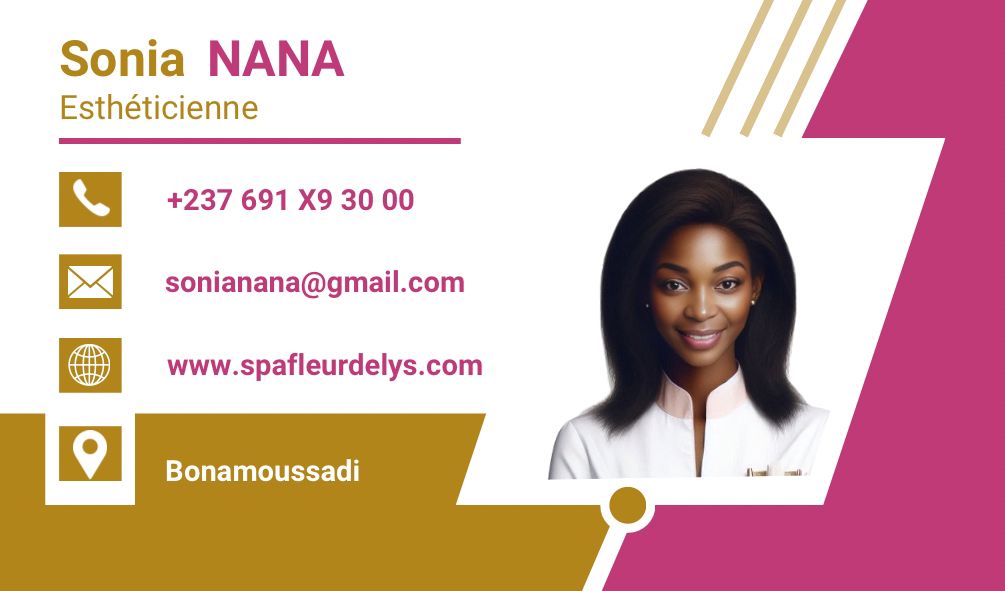 Sonia NANA
Esthéticienne
+237 691 X9 30 00
sonianana@gmail.com
www.spafleurdelys.com
Bonamoussadi